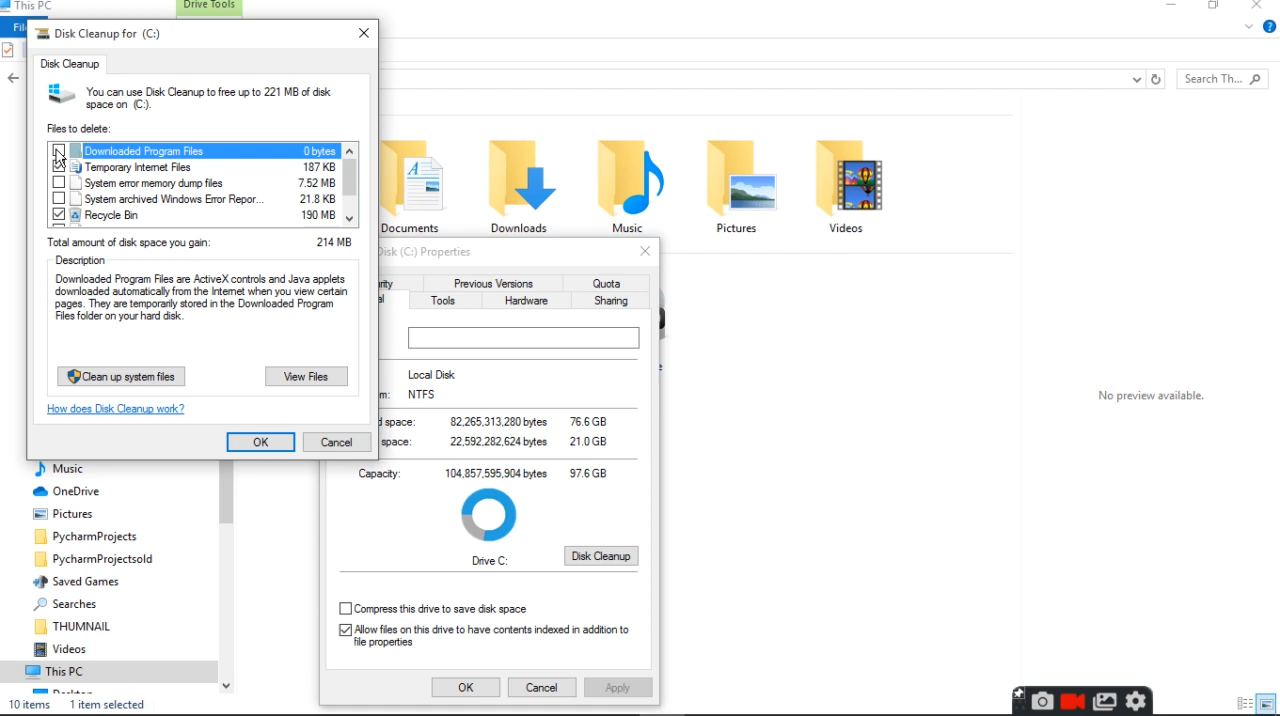 This PC
Drive Tools
Disk Cleanup for (C:)
Disk Cleanup
You can use Disk Cleanup to free up to 221 MB of disk
space on (C:).
Files to delete:
Downloaded Program Files 0 bytes
Temporary Internet Files 187 KB
System error memory dump files 7.52 MB
System archived Windows Error Repor... 21.8 KB
Recycle Bin 190 MB
Total amount of disk space you gain: 214 MB
Description
Downloaded Program Files are ActiveX controls and Java applets
downloaded automatically from the Internet when you view certain
pages. They are temporarily stored in the Downloaded Program
Files folder on your hard disk.
Clean up system files
View Files
How does Disk Cleanup work?
OK
Cancel
Search Th...
Documents
Downloads
Music
Pictures
Videos
Disk (C:) Properties
Previous Versions
Quota
Tools
Hardware
Sharing
Local Disk
NTFS
space: 82,265,313,280 bytes 76.6 GB
space: 22,592,282,624 bytes 21.0 GB
Capacity: 104,857,595,904 bytes 97.6 GB
Drive C:
Disk Cleanup
Compress this drive to save disk space
Allow files on this drive to have contents indexed in addition to
file properties
OK
Cancel
Apply
No preview available.
Music
OneDrive
Pictures
PycharmProjects
PycharmProjectsold
Saved Games
Searches
THUMNAIL
Videos
This PC
10 items
1 item selected